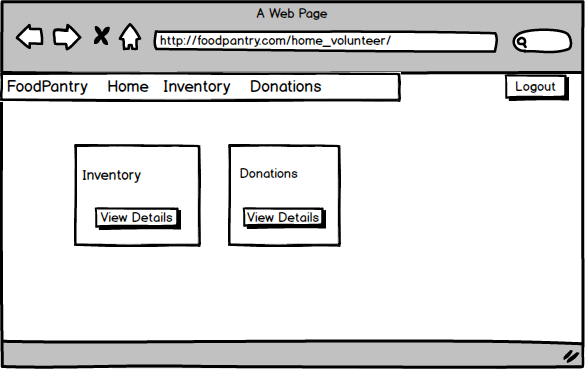 A Web Page
http://foodpantry.com/home_volunteer/
FoodPantry Home Inventory Donations Logout
Inventory Donations
View Details View Details